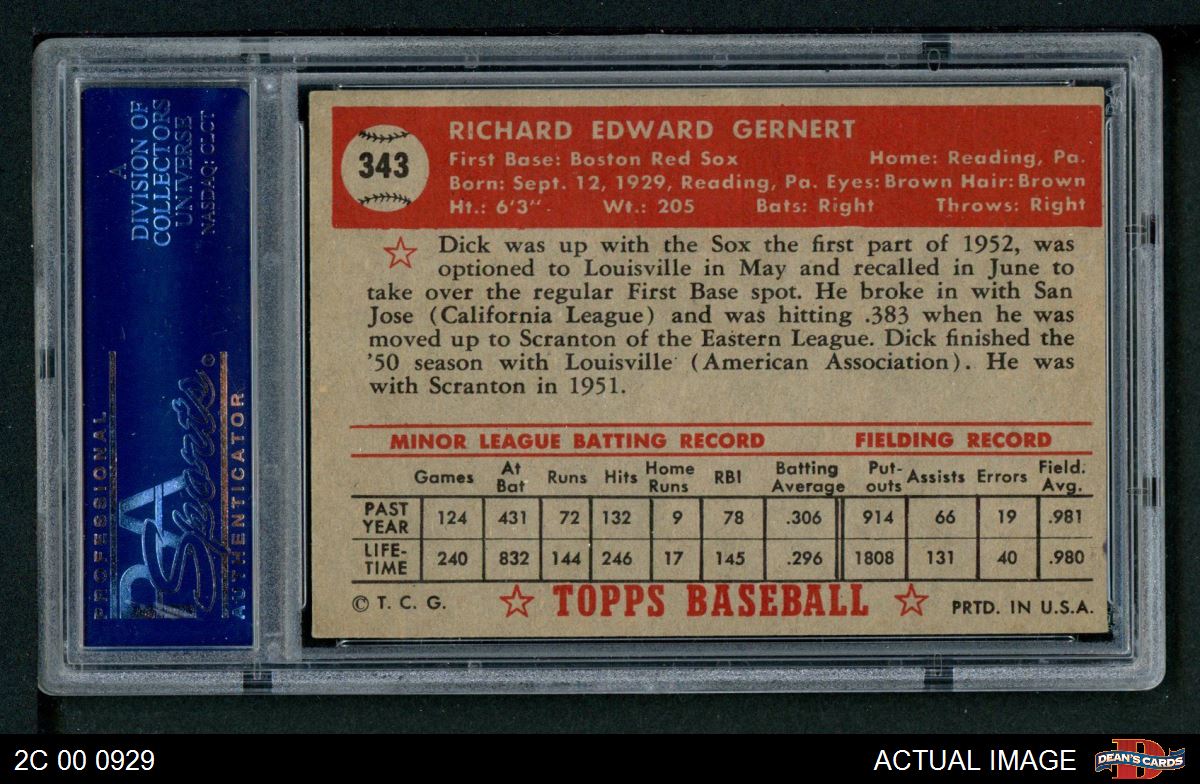 A
DIVISION OF
COLLECTORS
UNIVERSE
NASDAQ: CLCT
PROFESSIONAL
PSA
Sports
AUTHENTICATOR
343
RICHARD EDWARD GERNERT
First Base: Boston Red Sox Home: Reading, Pa.
Born: Sept. 12, 1929, Reading, Pa. Eyes: Brown Hair: Brown
Ht.: 6'3" Wt.: 205 Bats: Right Throws: Right
Dick was up with the Sox the first part of 1952, was
optioned to Louisville in May and recalled in June to
take over the regular First Base spot. He broke in with San
Jose (California League) and was hitting .383 when he was
moved up to Scranton of the Eastern League. Dick finished the
'50 season with Louisville (American Association). He was
with Scranton in 1951.
MINOR LEAGUE BATTING RECORD FIELDING RECORD
Games At Bat Runs Hits Home Runs RBI Batting Average Put-outs Assists Errors Field. Avg.
PAST YEAR 124 431 72 132 9 78 .306 914 66 19 .981
LIFE-TIME 240 832 144 246 17 145 .296 1808 131 40 .980
© T. C. G. TOPPS BASEBALL PRTD. IN U.S.A.
2C 00 0929 ACTUAL IMAGE
DEAN'S CARDS